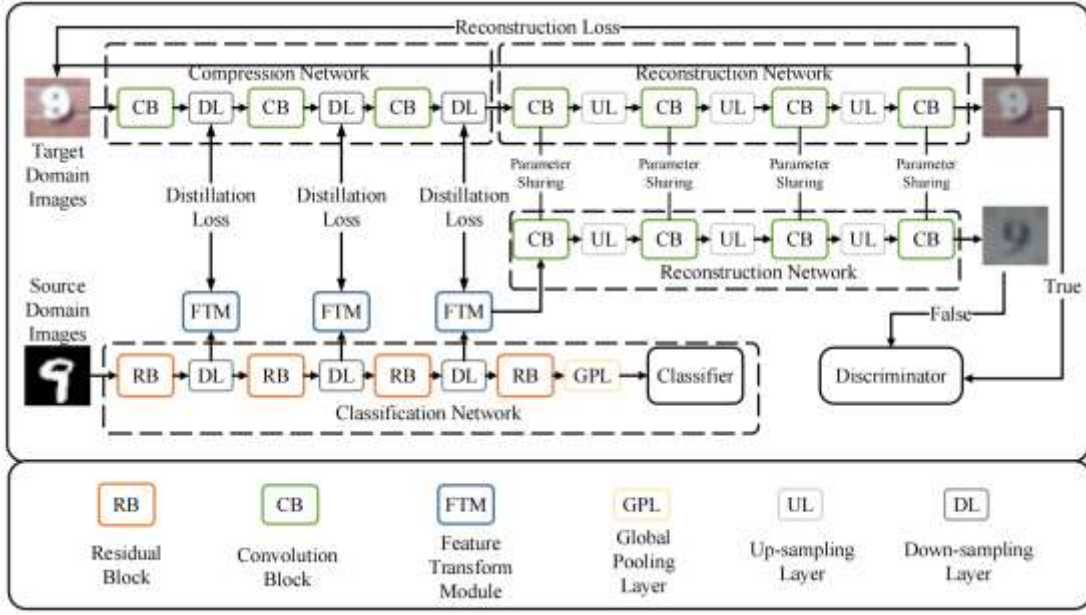 Reconstruction Loss
Compression Network
Reconstruction Network
CB DL CB DL CB DL CB UL CB UL CB UL CB
Target
Domain
Images
Distillation
Loss
Distillation
Loss
Distillation
Loss
Parameter
Sharing
Parameter
Sharing
Parameter
Sharing
Parameter
Sharing
CB UL CB UL CB UL CB
Reconstruction Network
Source
Domain
Images
FTM FTM FTM
True
False
RB DL RB DL RB DL RB GPL Classifier
Discriminator
Classification Network
RB CB FTM GPL UL DL
Residual
Block
Convolution
Block
Feature
Transform
Module
Global
Pooling
Layer
Up-sampling
Layer
Down-sampling
Layer